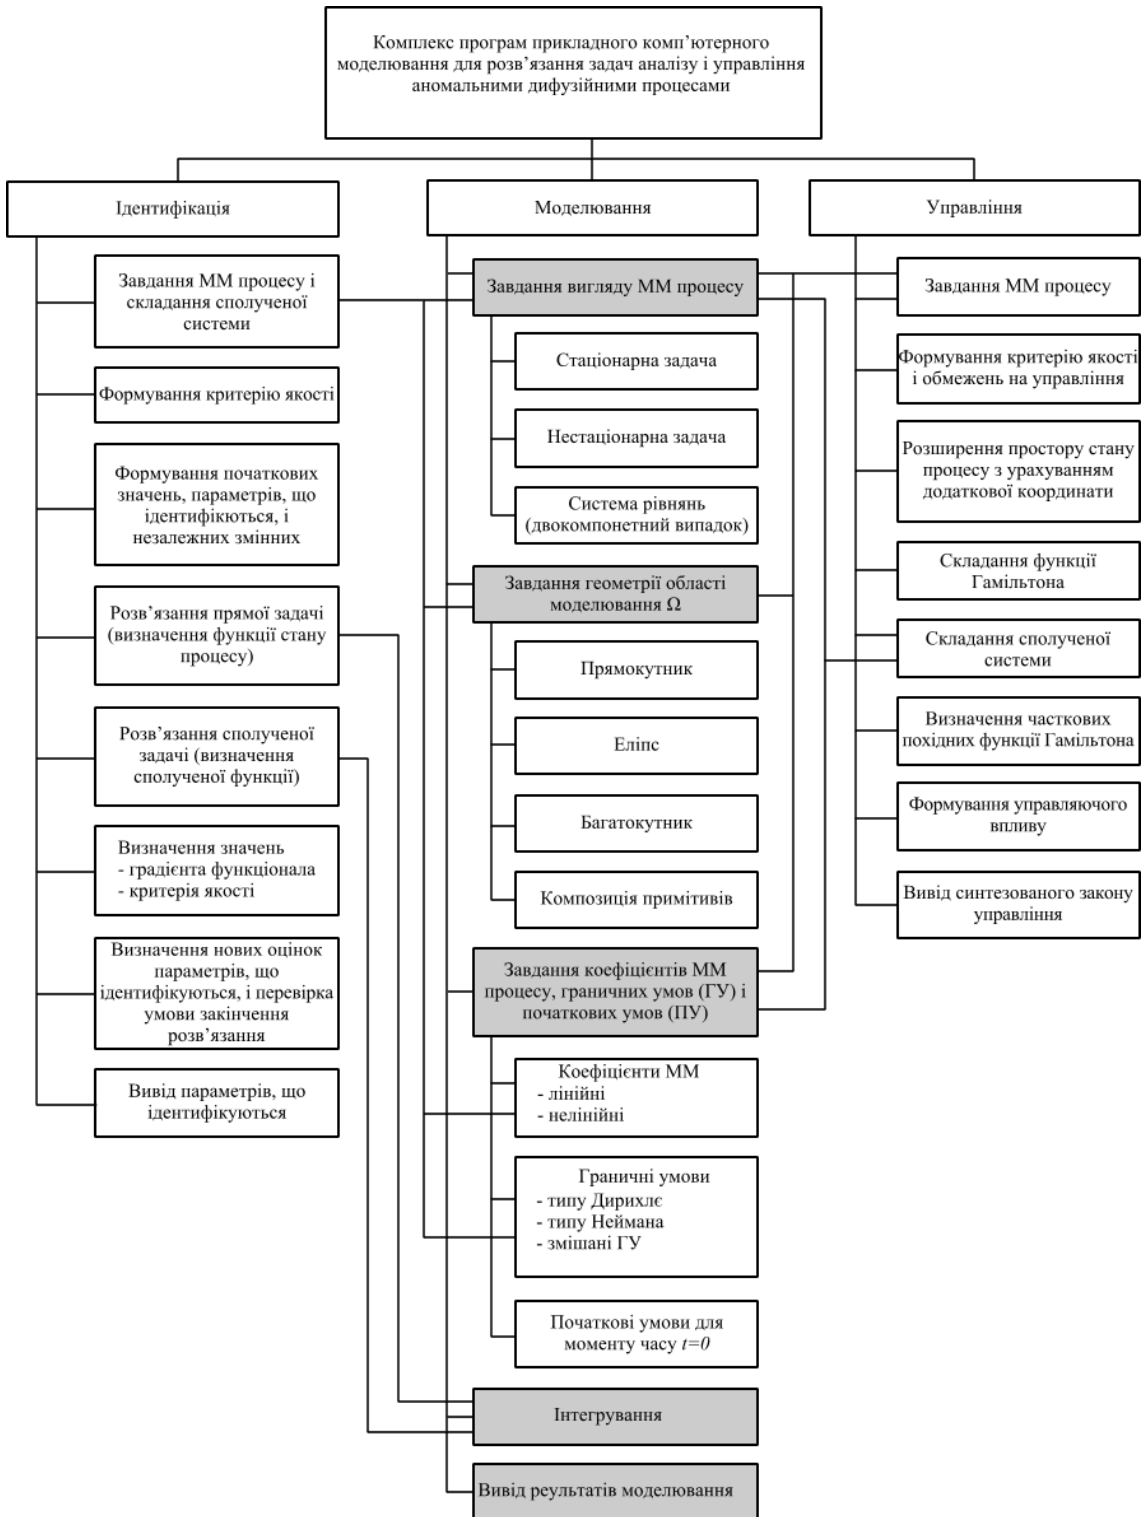 Комплекс програм прикладного комп’ютерного
моделювання для розв’язання задач аналізу і управління
аномальними дифузійними процесами
Ідентифікація
Завдання ММ процесу і
складання сполученої
системи
Формування критерію якості
Формування початкових
значень, параметрів, що
ідентифікються, і
незалежних змінних
Розв’язання прямої задачі
(визначення функції стану
процесу)
Розв’язання сполученої
задачі (визначення
сполученої функції)
Визначення значень
- градієнта функціонала
- критерія якості
Визначення нових оцінок
параметрів, що
ідентифікуються, і перевірка
умови закінчення
розв’язання
Вивід параметрів, що
ідентифікуються
Моделювання
Завдання вигляду ММ процесу
Стаціонарна задача
Нестаціонарна задача
Система рівнянь
(двокомпонетний випадок)
Завдання геометрії області
моделювання Ω
Прямокутник
Еліпс
Багатокутник
Композиція примітивів
Завдання коефіцієнтів ММ
процесу, граничних умов (ГУ) і
початкових умов (ПУ)
Коефіцієнти ММ
- лінійні
- нелінійні
Граничні умови
- типу Дирихлє
- типу Неймана
- змішані ГУ
Початкові умови для
моменту часу t=0
Інтегрування
Вивід реультатів моделювання
Управління
Завдання ММ процесу
Формування критерію якості
і обмежень на управління
Розширення простору стану
процесу з урахуванням
додаткової координати
Складання функції
Гамільтона
Складання сполученої
системи
Визначення часткових
похідних функції Гамільтона
Формування управляючого
впливу
Вивід синтезованого закону
управління